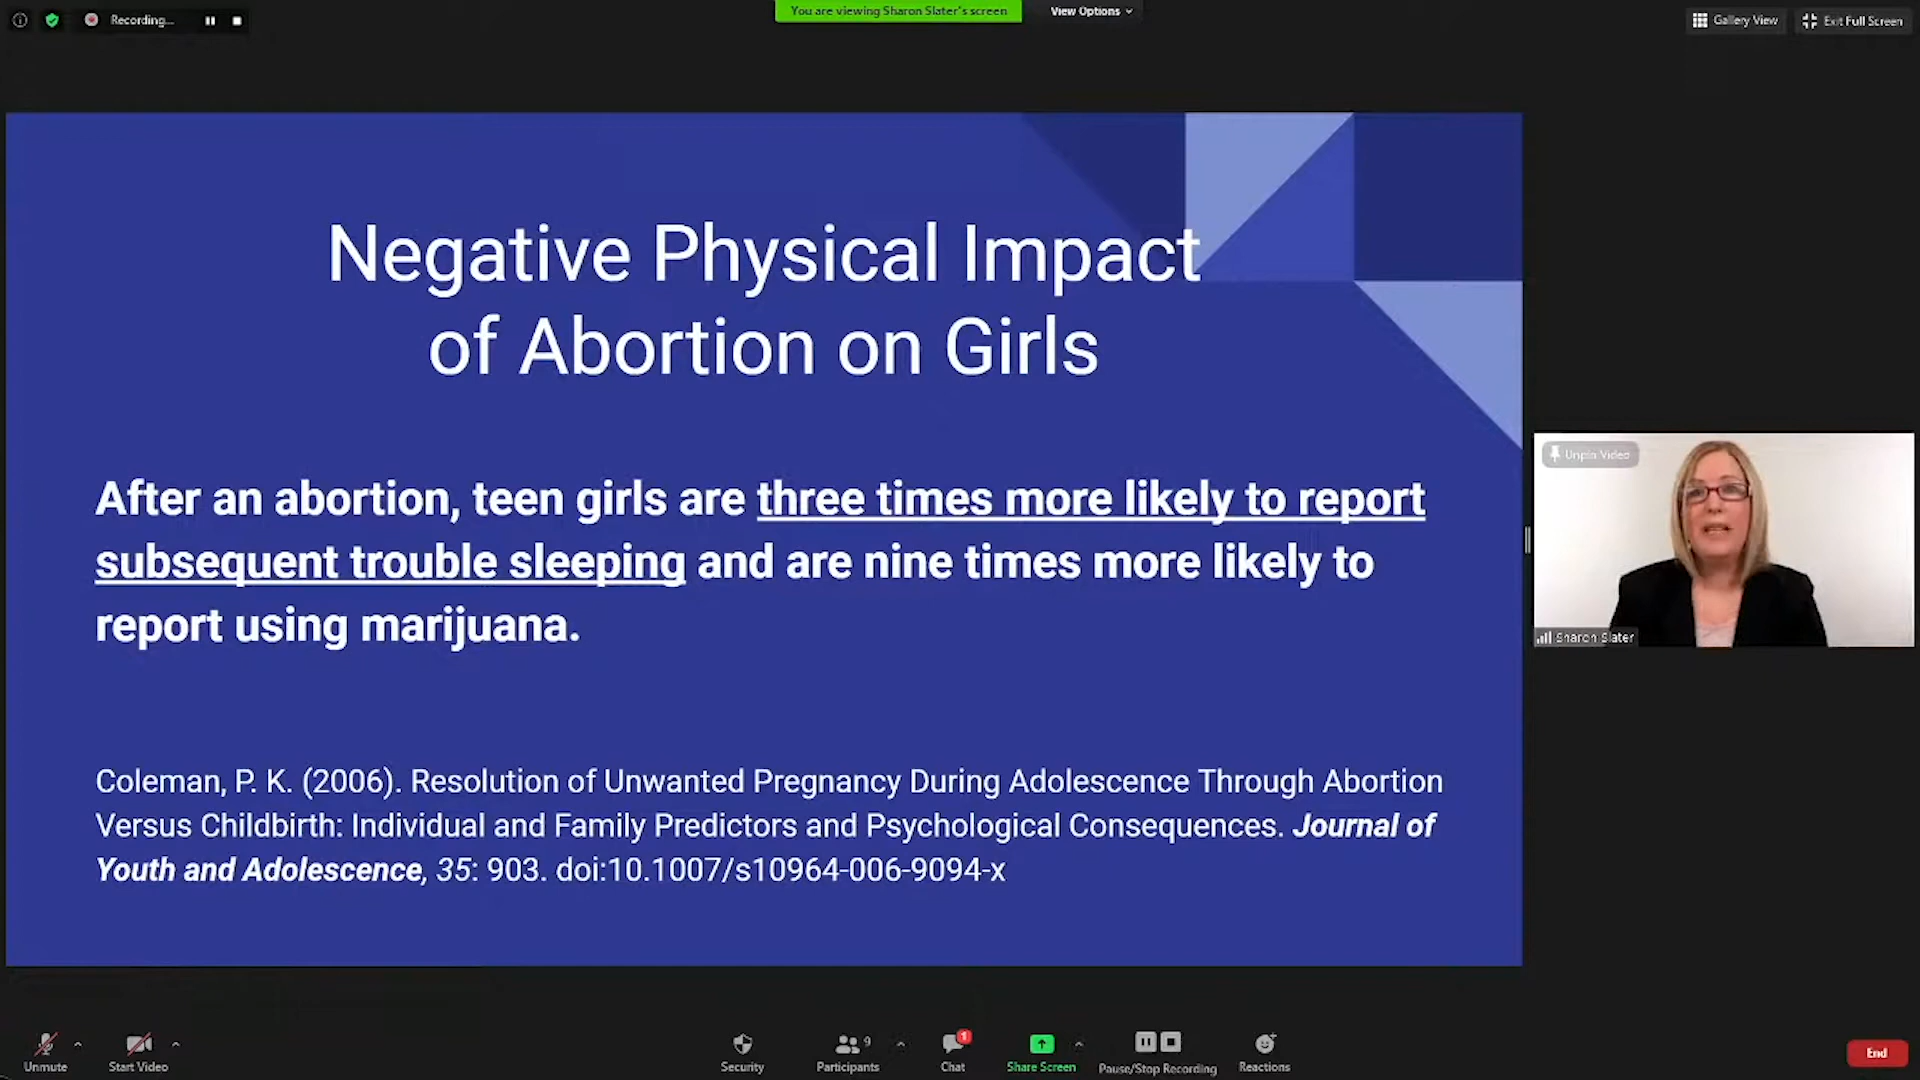 Recording...
You are viewing Sharon Slater's screen
View Options
Gallery View
Exit Full Screen
Negative Physical Impact
of Abortion on Girls
After an abortion, teen girls are three times more likely to report
subsequent trouble sleeping and are nine times more likely to
report using marijuana.
Coleman, P. K. (2006). Resolution of Unwanted Pregnancy During Adolescence Through Abortion
Versus Childbirth: Individual and Family Predictors and Psychological Consequences. Journal of
Youth and Adolescence, 35: 903. doi:10.1007/s10964-006-9094-x
Unpin Video
Sharon Slater
Unmute
Start Video
Security
Participants 9
Chat 1
Share Screen
Pause/Stop Recording
Reactions
End